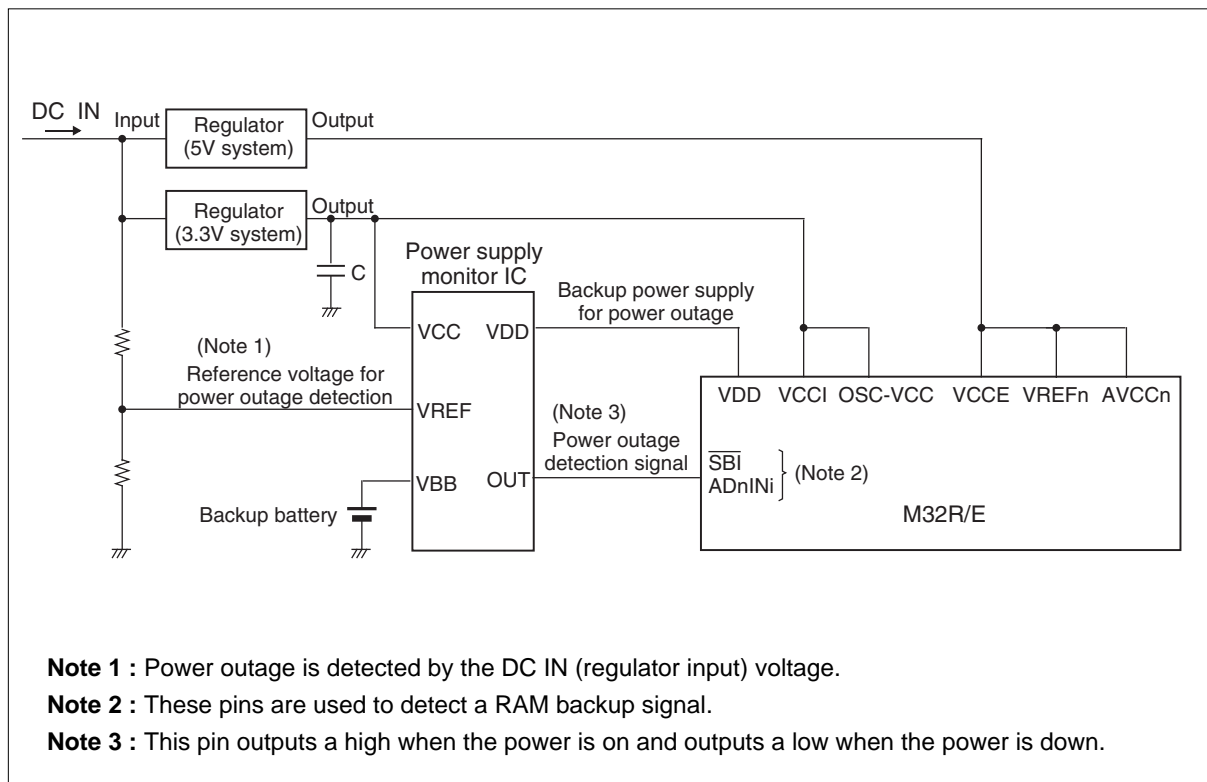 DC IN
Input
Regulator
(5V system)
Output
Regulator
(3.3V system)
Output
C
Power supply
monitor IC
VCC
VDD
VREF
VBB
OUT
Backup power supply
for power outage
(Note 1)
Reference voltage for
power outage detection
(Note 3)
Power outage
detection signal
Backup battery
VDD VCCI OSC-VCC VCCE VREFn AVCCn
SBI
ADnINi
(Note 2)
M32R/E
Note 1 : Power outage is detected by the DC IN (regulator input) voltage.
Note 2 : These pins are used to detect a RAM backup signal.
Note 3 : This pin outputs a high when the power is on and outputs a low when the power is down.